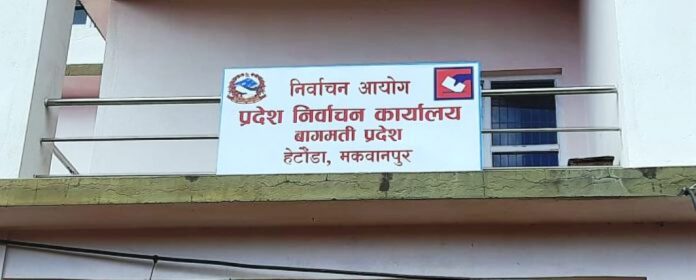 निर्वाचन आयोग
प्रदेश निर्वाचन कार्यालय
बागमती प्रदेश
हेटौंडा, मकवानपुर